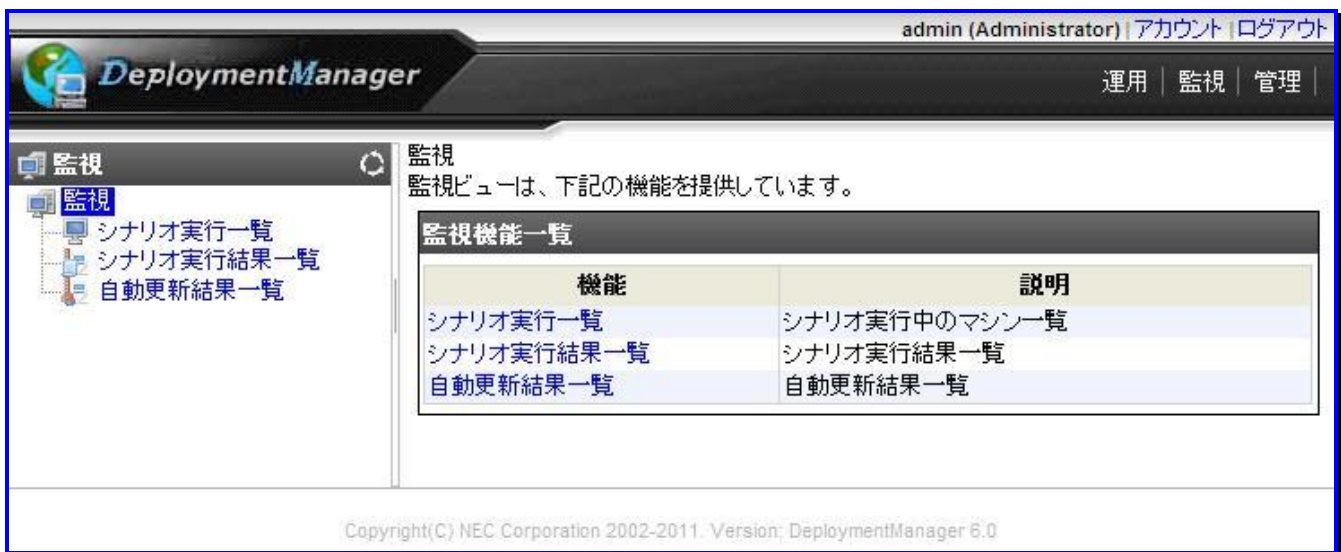 admin (Administrator) | アカウント | ログアウト
DeploymentManager
運用 | 監視 | 管理 |
監視
監視
シナリオ実行一覧
シナリオ実行結果一覧
自動更新結果一覧
監視
監視ビューは、下記の機能を提供しています。
監視機能一覧
機能 説明
シナリオ実行一覧 シナリオ実行中のマシン一覧
シナリオ実行結果一覧 シナリオ実行結果一覧
自動更新結果一覧 自動更新結果一覧
Copyright(C) NEC Corporation 2002-2011. Version: DeploymentManager 6.0